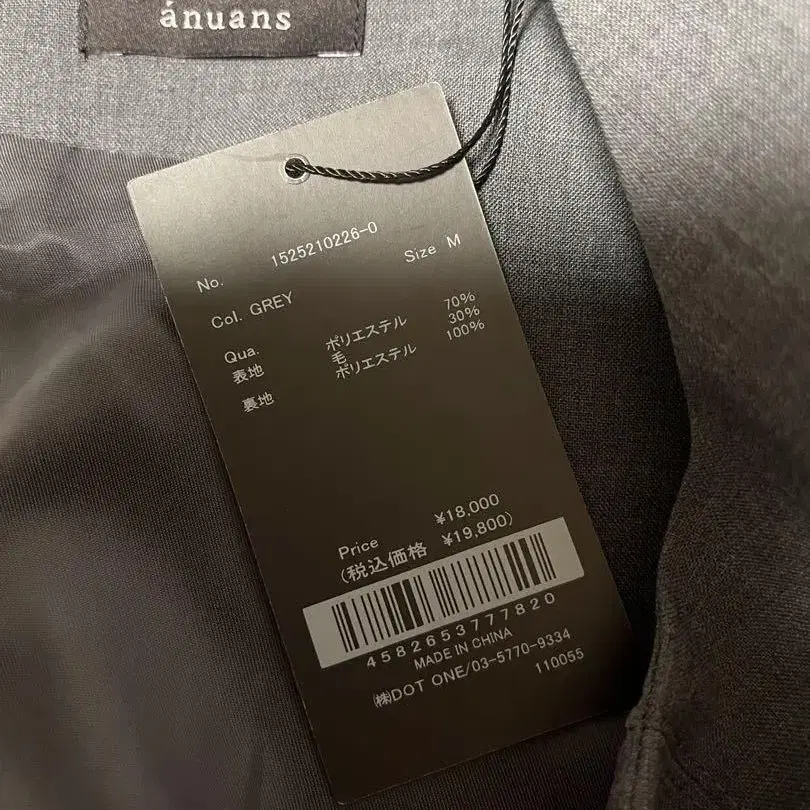 ánuans
No. 1525210226-0
Col. GREY Size M
Qua.
表地 ポリエステル 70%
毛 30%
裏地 ポリエステル 100%
Price ¥18,000
(税込価格 ¥19,800)
4582653777820
MADE IN CHINA
㈱DOT ONE/03-5770-9334
110055